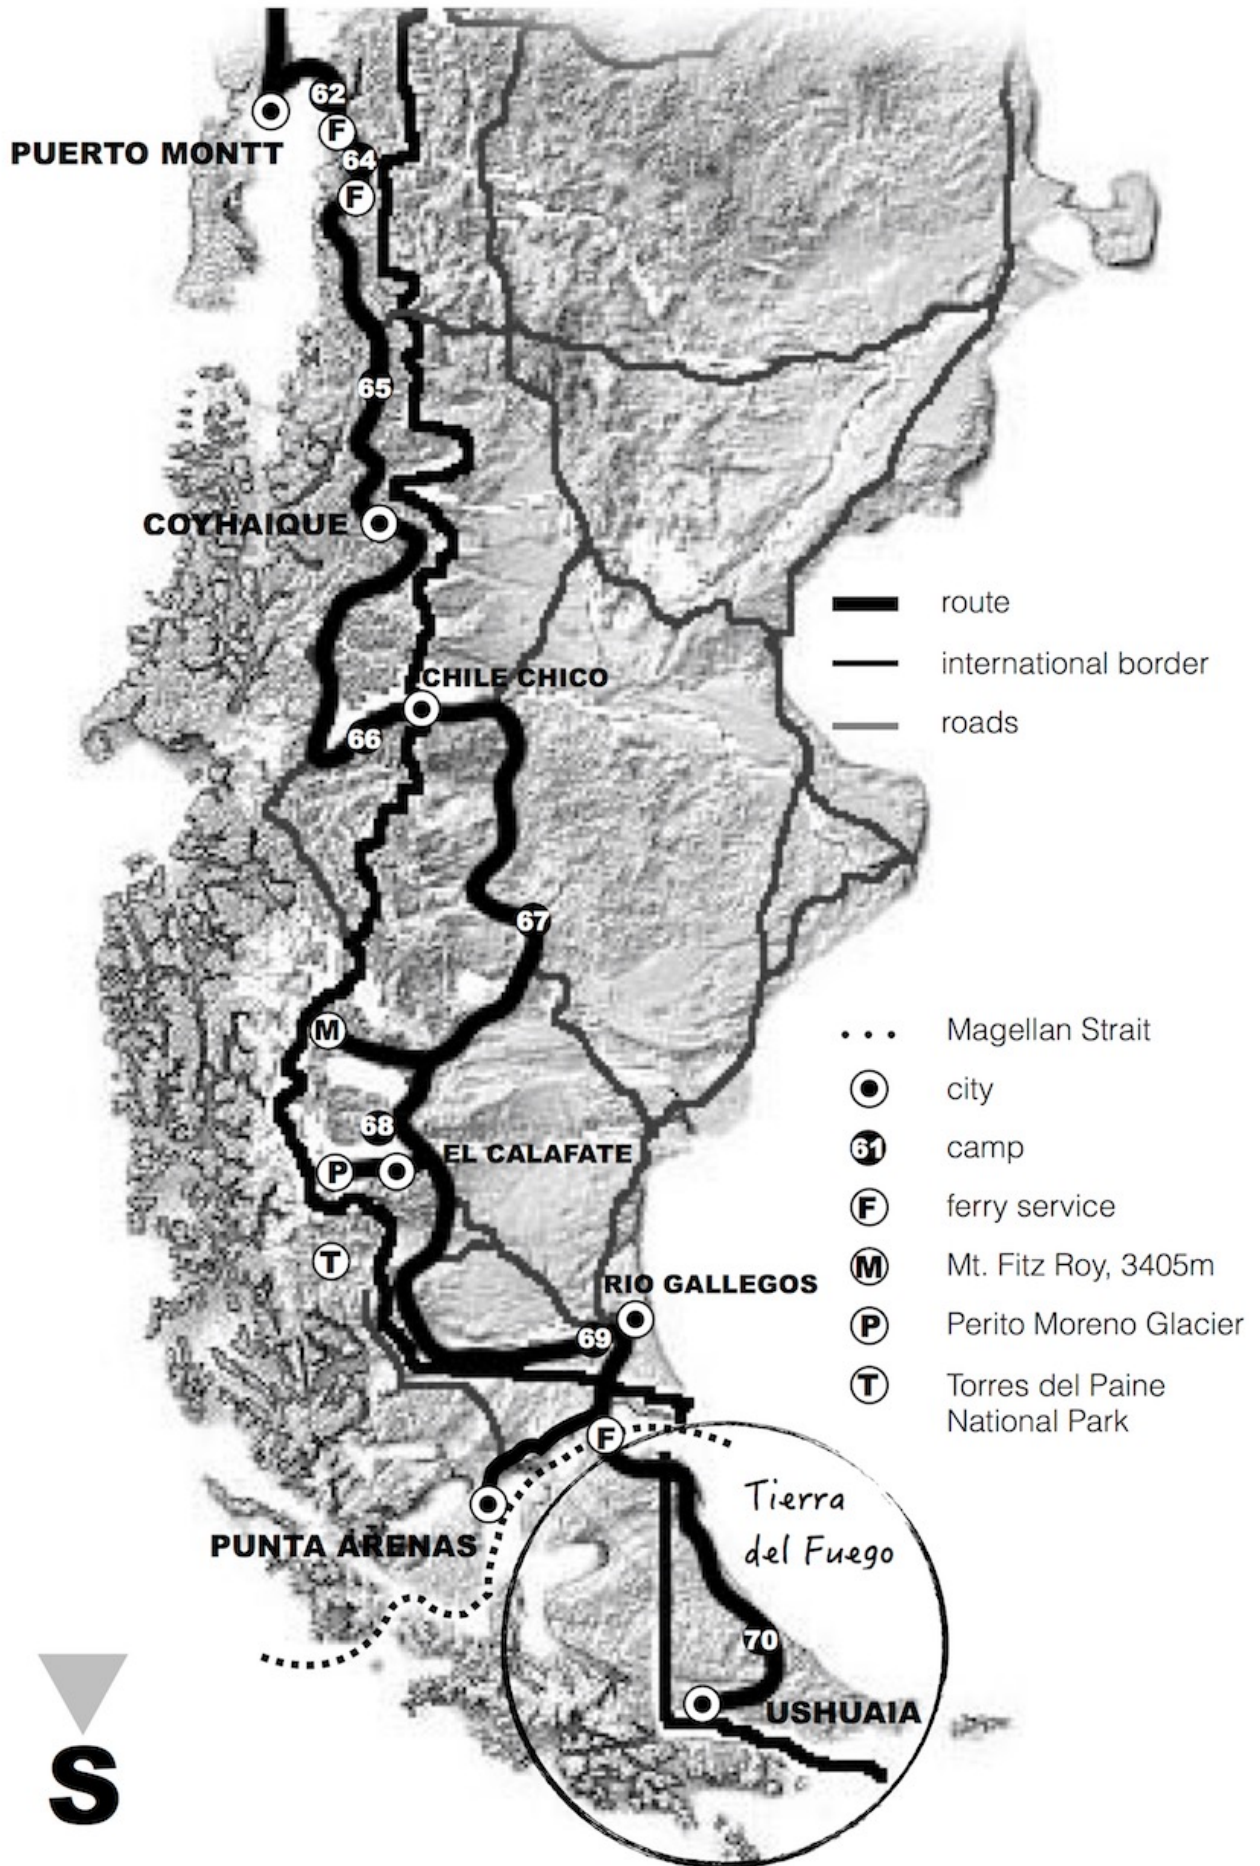 62
F
PUERTO MONTT
64
F
65
COYHAIQUE
route
international border
CHILE CHICO
roads
66
67
M
Magellan Strait
city
68
61 camp
EL CALAFATE
P
F ferry service
T
M Mt. Fitz Roy, 3405m
RIO GALLEGOS
P Perito Moreno Glacier
69
T Torres del Paine
National Park
F
Tierra
del Fuego
PUNTA ARENAS
70
USHUAIA
S